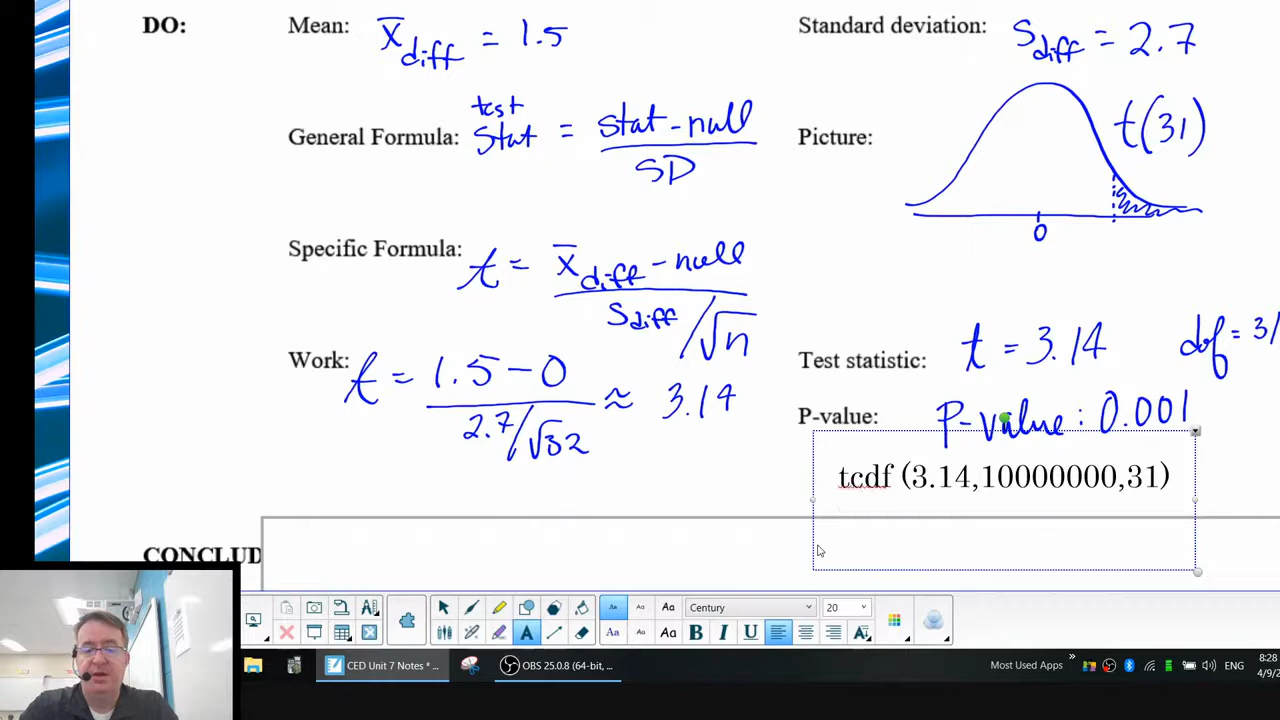 DO:
Mean: x̄diff = 1.5
Standard deviation: Sdiff = 2.7
General Formula: test stat = stat - null / SD
Picture: t(31)
0
Specific Formula: t = x̄diff - null / Sdiff/√n
Work: t = 1.5 - 0 / 2.7/√32 ≈ 3.14
Test statistic: t = 3.14 dof = 31
P-value: P-value: 0.001
tcdf (3.14,10000000,31)
CONCLUD
Century
20
B I U
CED Unit 7 Notes * ...
OBS 25.0.8 (64-bit, ...
Most Used Apps
»
ENG
8:28
4/9/2